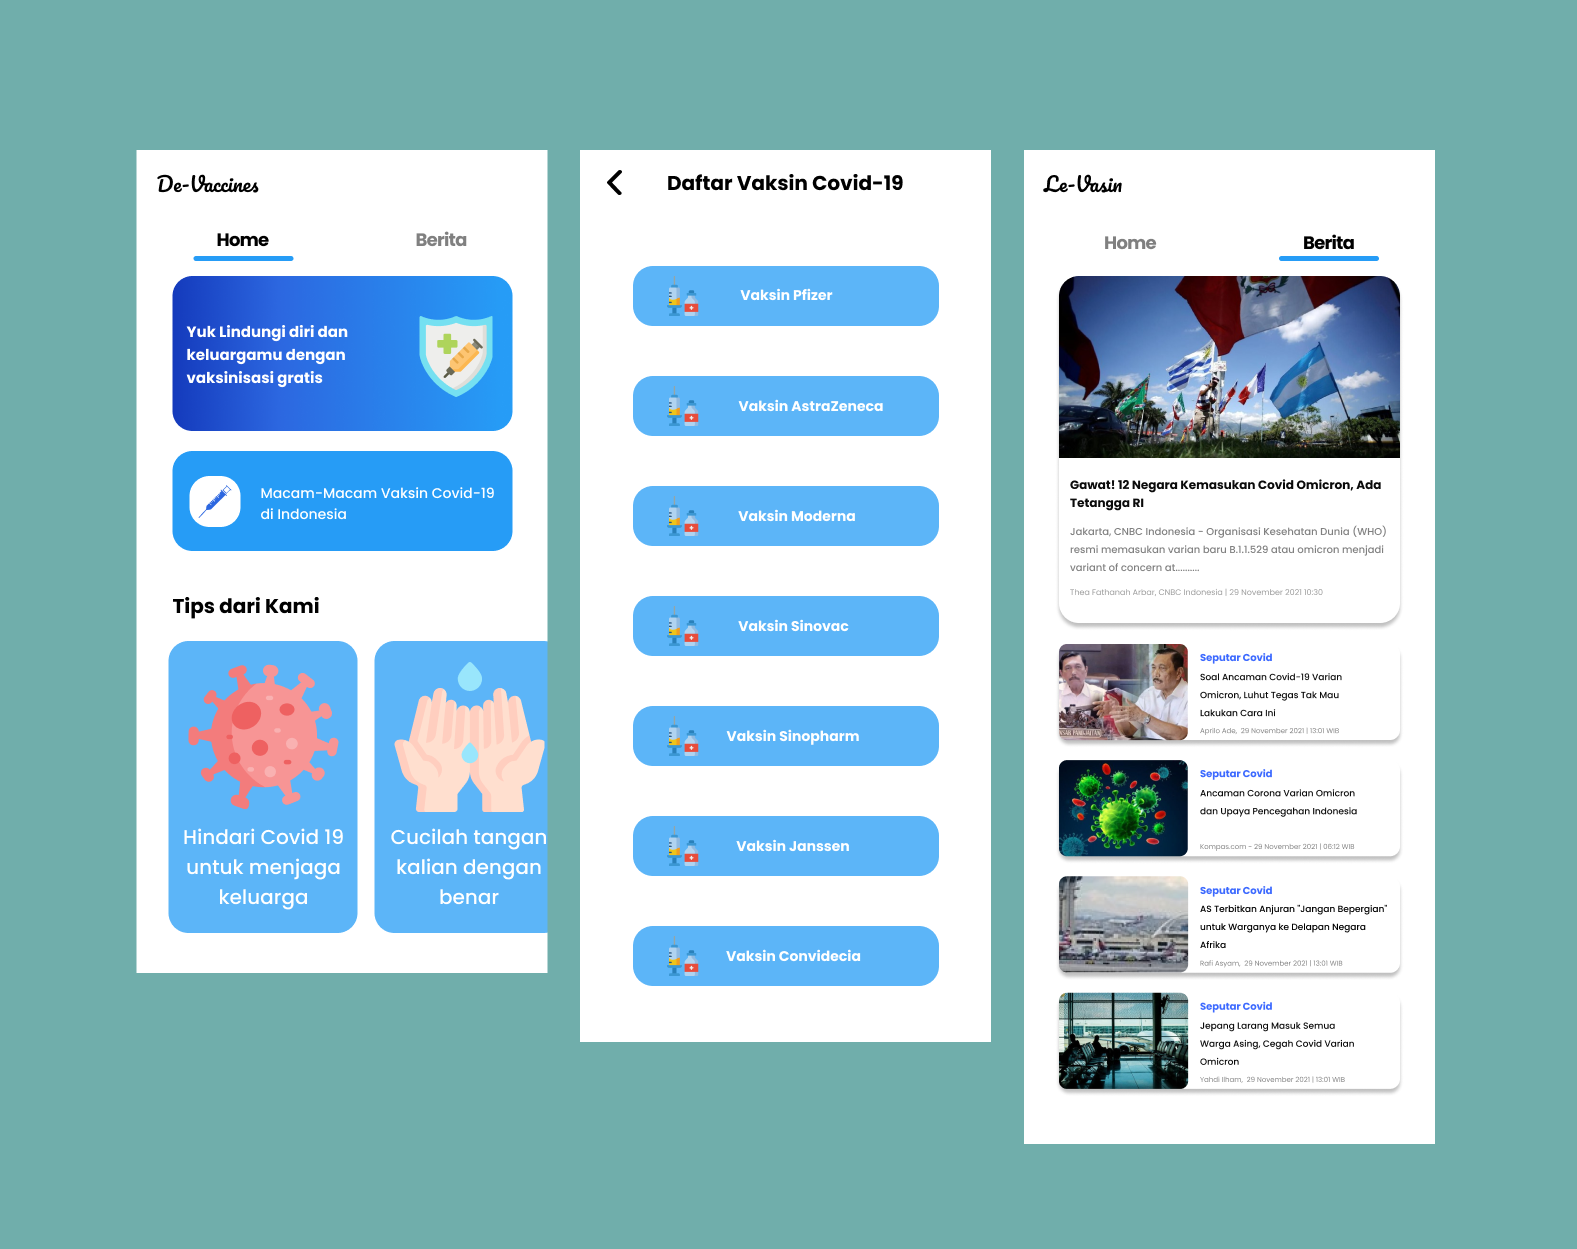 De-Vaccines
Home
Berita
Yuk Lindungi diri dan
keluargamu dengan
vaksinisasi gratis
Macam-Macam Vaksin Covid-19
di Indonesia
Tips dari Kami
Hindari Covid 19
untuk menjaga
keluarga
Cucilah tangan
kalian dengan
benar
Daftar Vaksin Covid-19
Vaksin Pfizer
Vaksin AstraZeneca
Vaksin Moderna
Vaksin Sinovac
Vaksin Sinopharm
Vaksin Janssen
Vaksin Convidecia
Le-Vasin
Home
Berita
Gawat! 12 Negara Kemasukan Covid Omicron, Ada
Tetangga RI
Jakarta, CNBC Indonesia - Organisasi Kesehatan Dunia (WHO)
resmi memasukan varian baru B.1.1.529 atau omicron menjadi
variant of concern at..........
Thea Fathanah Arbar, CNBC Indonesia | 29 November 2021 10:30
Seputar Covid
Soal Ancaman Covid-19 Varian
Omicron, Luhut Tegas Tak Mau
Lakukan Cara Ini
Aprilo Ade, 29 November 2021 | 13:01 WIB
Seputar Covid
Ancaman Corona Varian Omicron
dan Upaya Pencegahan Indonesia
Kompas.com - 29 November 2021 | 06:12 WIB
Seputar Covid
AS Terbitkan Anjuran "Jangan Bepergian"
untuk Warganya ke Delapan Negara
Afrika
Rafi Asyam, 29 November 2021 | 13:01 WIB
Seputar Covid
Jepang Larang Masuk Semua
Warga Asing, Cegah Covid Varian
Omicron
Yahdi Ilham, 29 November 2021 | 13:01 WIB